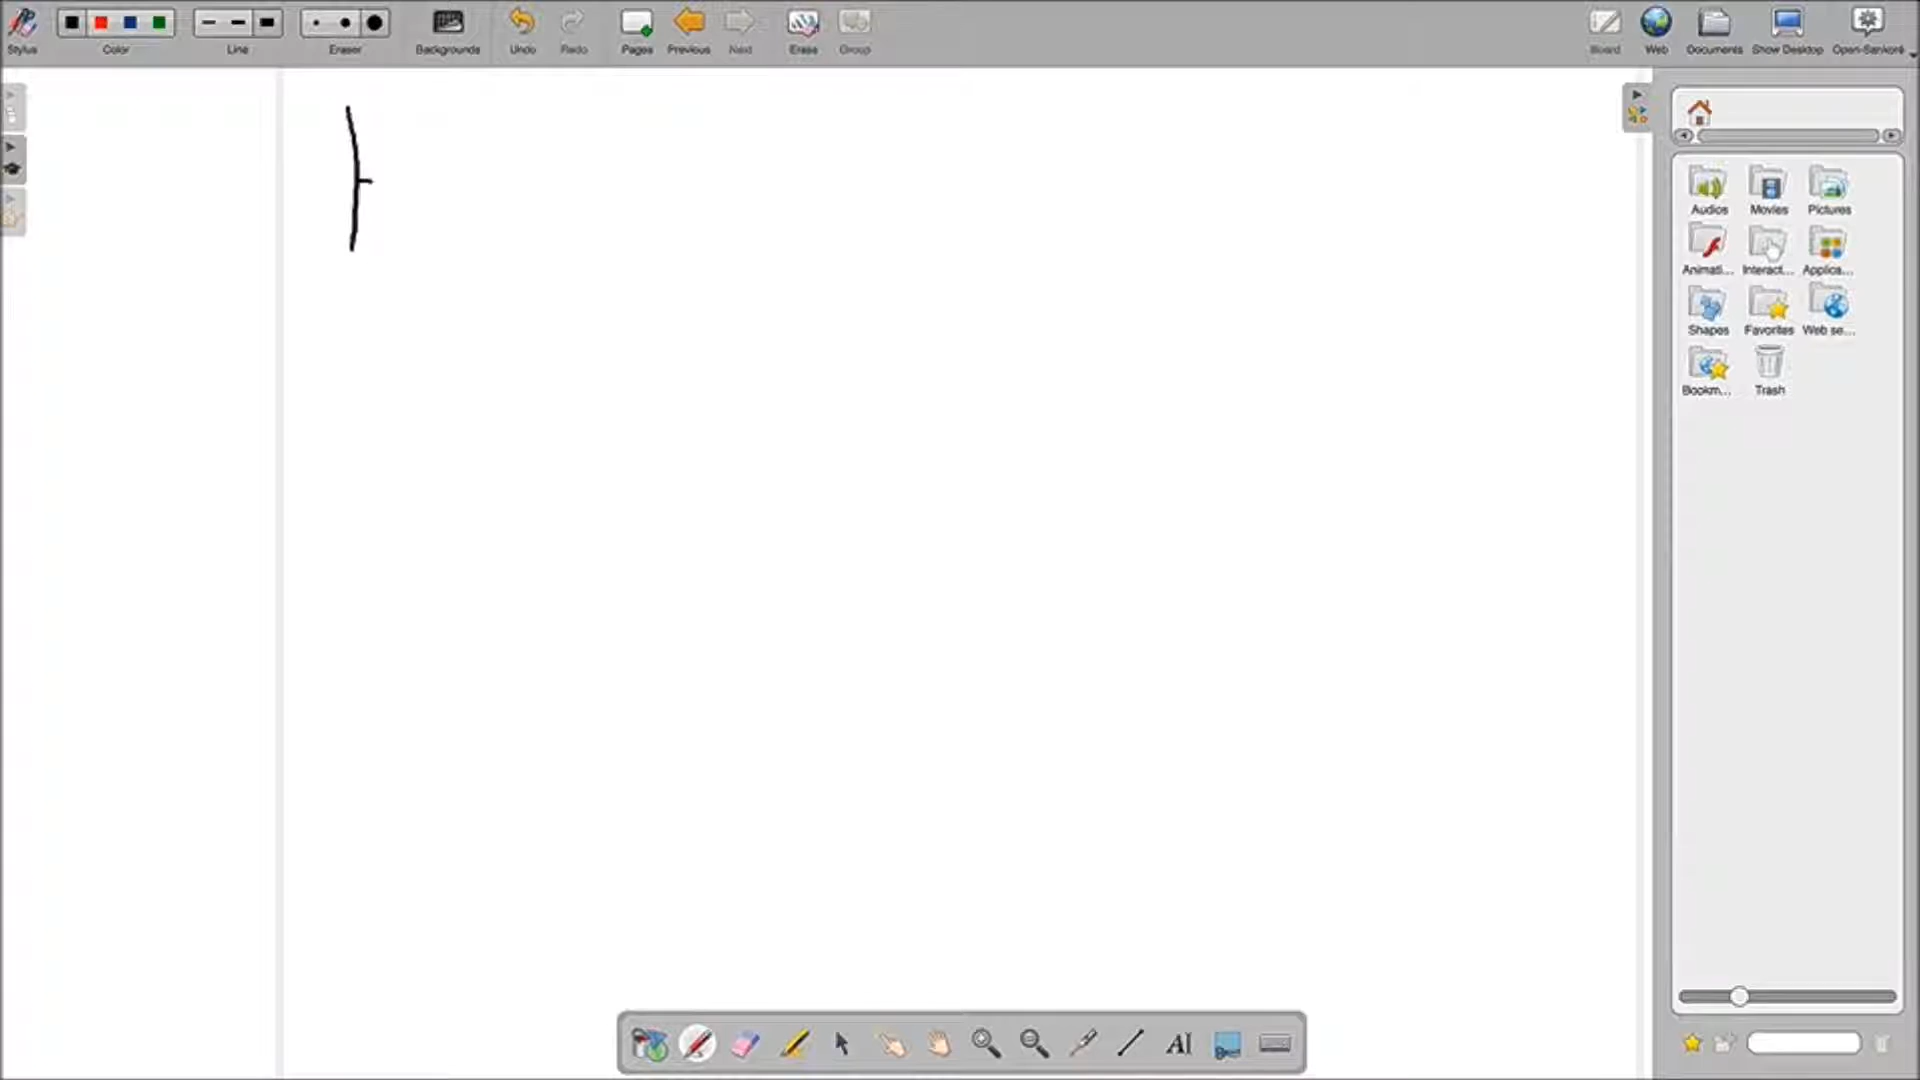 Stylus Color Line Eraser Backgrounds Undo Redo Pages Previous Next Erase Group Board Web Documents Show Desktop Open-Sankoré
Audios Movies Pictures
Animati... Interact... Applica...
Shapes Favorites Web se...
Bookm... Trash
AI